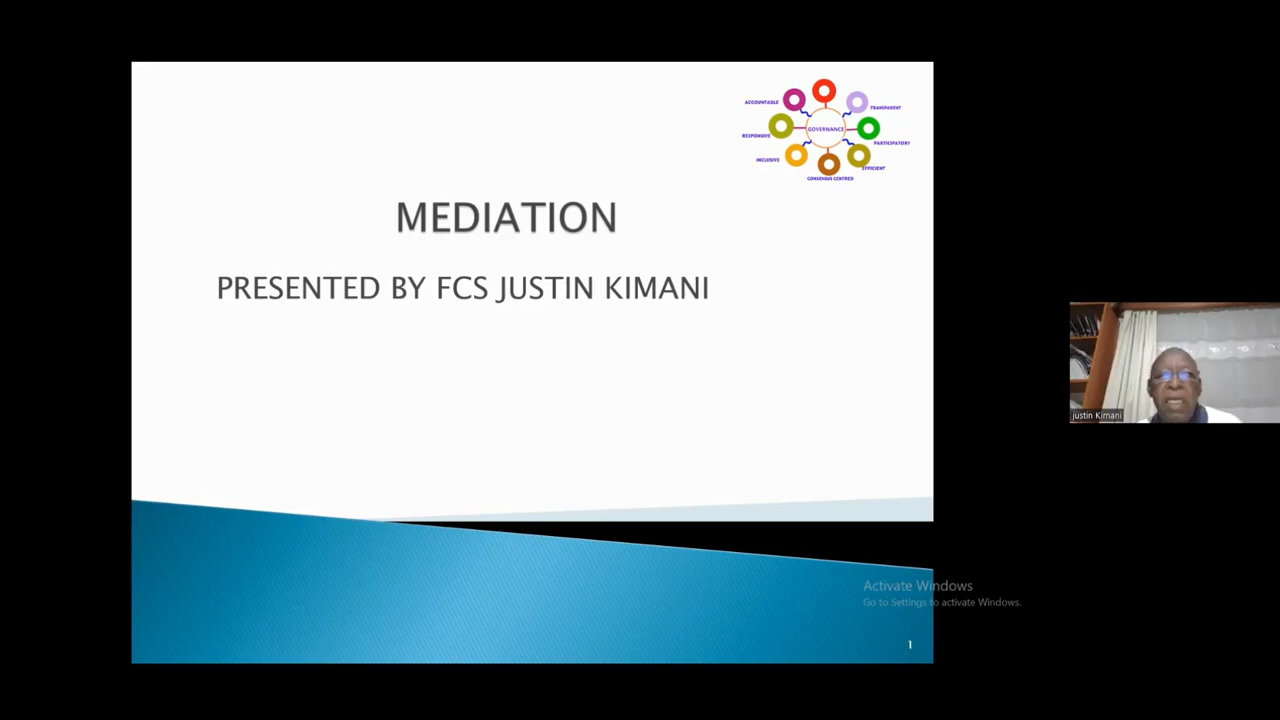 ACCOUNTABLE
TRANSPARENT
GOVERNANCE
RESPONSIVE
PARTICIPATORY
INCLUSIVE
EFFICIENT
CONSENSUS CENTRED
MEDIATION
PRESENTED BY FCS JUSTIN KIMANI
justin Kimani
Activate Windows
Go to Settings to activate Windows.
1